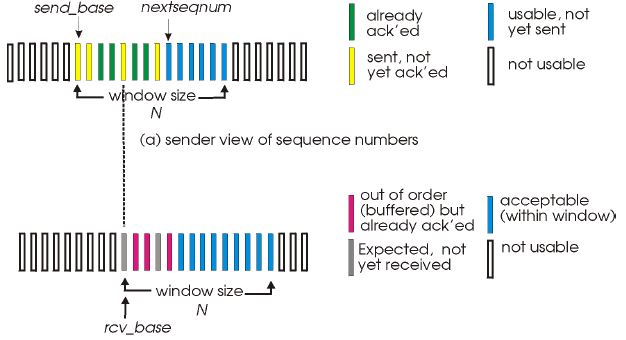 send_base
nextseqnum
already
ack'ed
usable, not
yet sent
sent, not
yet ack'ed
not usable
window size
N
(a) sender view of sequence numbers
out of order
(buffered) but
already ack'ed
acceptable
(within window)
Expected, not
yet received
not usable
window size
N
rcv_base